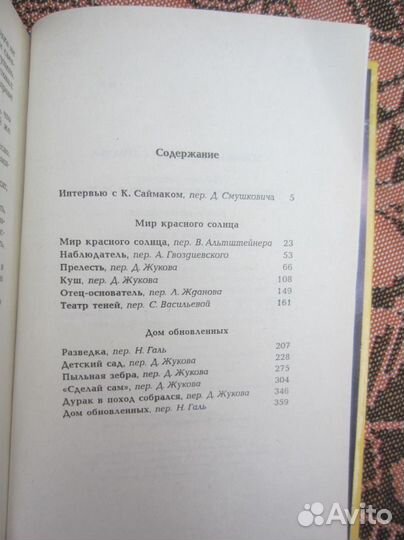 Содержание
Интервью с К. Саймаком, пер. Д. Смушковича 5
Мир красного солнца
Мир красного солнца, пер. В. Альтштейнера 23
Наблюдатель, пер. А. Гвоздиевского 53
Прелесть, пер. Д. Жукова 66
Куш, пер. Д. Жукова 108
Отец-основатель, пер. Л. Жданова 149
Театр теней, пер. С. Васильевой 161
Дом обновленных
Разведка, пер. Н. Галь 207
Детский сад, пер. Д. Жукова 228
Пыльная зебра, пер. Д. Жукова 275
«Сделай сам», пер. Д. Жукова 304
Дурак в поход собрался, пер. Д. Жукова 346
Дом обновленных, пер. Н. Галь 359
Avito